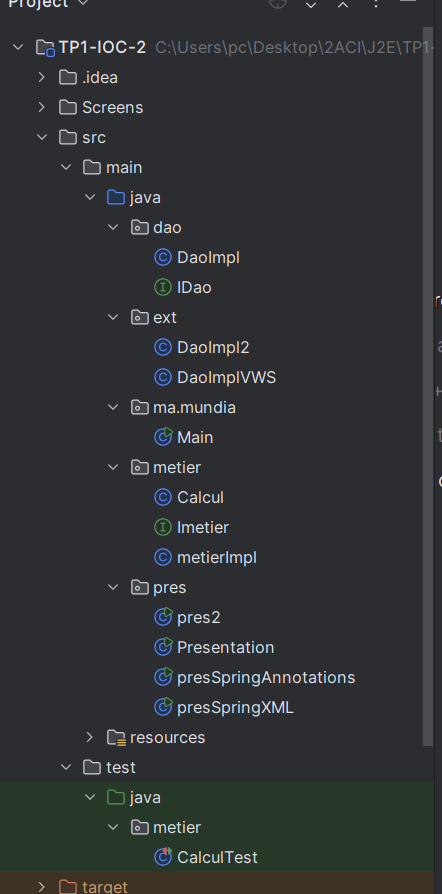 Project
TP1-IOC-2 C:\Users\pc\Desktop\2ACI\J2E\TP1-
.idea
Screens
src
main
java
dao
C DaoImpl
I IDao
ext
C DaoImpl2
C DaoImplVWS
ma.mundia
C Main
metier
C Calcul
I Imetier
C metierImpl
pres
C pres2
C Presentation
C presSpringAnnotations
C presSpringXML
resources
test
java
metier
C CalculTest
target